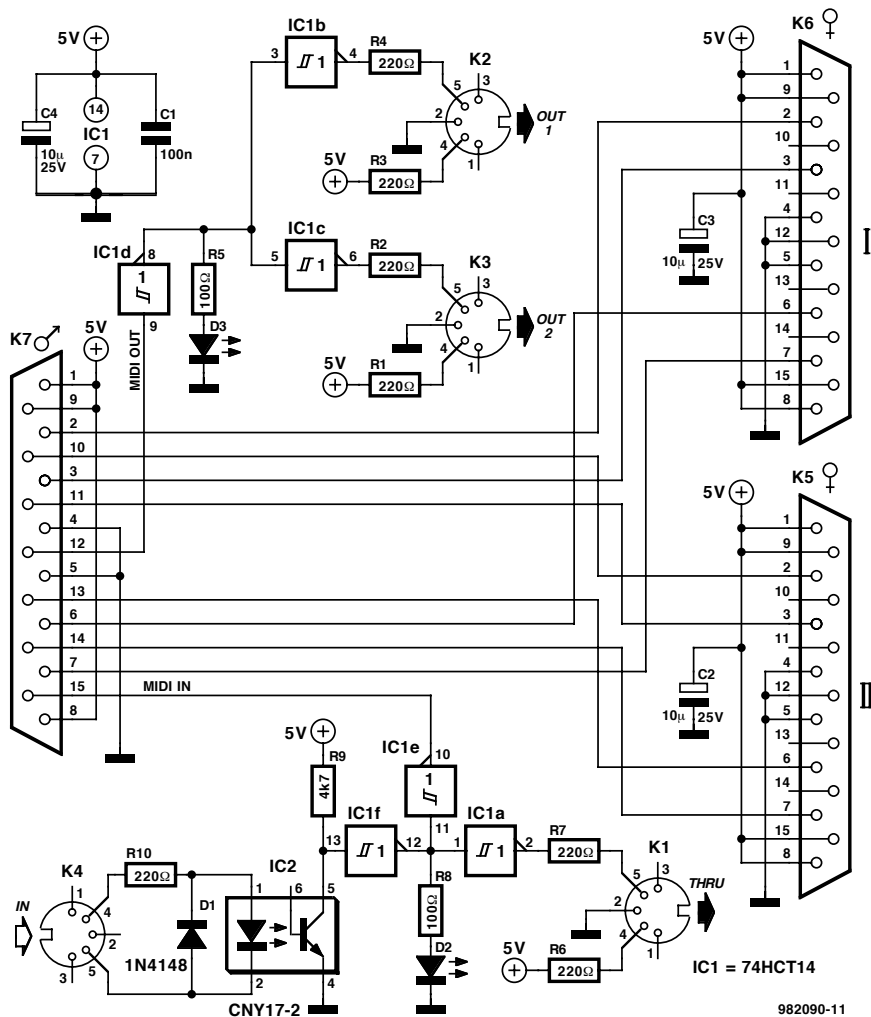 5V
C4
10µ
25V
14
IC1
7
C1
100n
IC1b
3
1
4
R4
220Ω
K2
5
3
2
4
1
OUT
1
5V
R3
220Ω
IC1d
8
1
9
R5
100Ω
D3
MIDI OUT
IC1c
5
1
6
R2
220Ω
K3
5
3
2
4
1
OUT
2
5V
R1
220Ω
K6
5V
1
9
2
10
3
11
4
12
5
13
6
14
7
15
8
C3
10µ
25V
I
K7
5V
1
9
2
10
3
11
4
12
5
13
6
14
7
15
8
MIDI IN
K5
5V
1
9
2
10
3
11
4
12
5
13
6
14
7
15
8
C2
10µ
25V
II
5V
R9
4k7
IC1e
10
1
11
IC1f
13
1
12
IC1a
1
1
2
R7
220Ω
K1
5
3
2
4
1
THRU
5V
R6
220Ω
R8
100Ω
D2
IN
K4
1
4
2
5
3
R10
220Ω
D1
1N4148
IC2
1
6
5
2
4
CNY17-2
IC1 = 74HCT14
982090-11